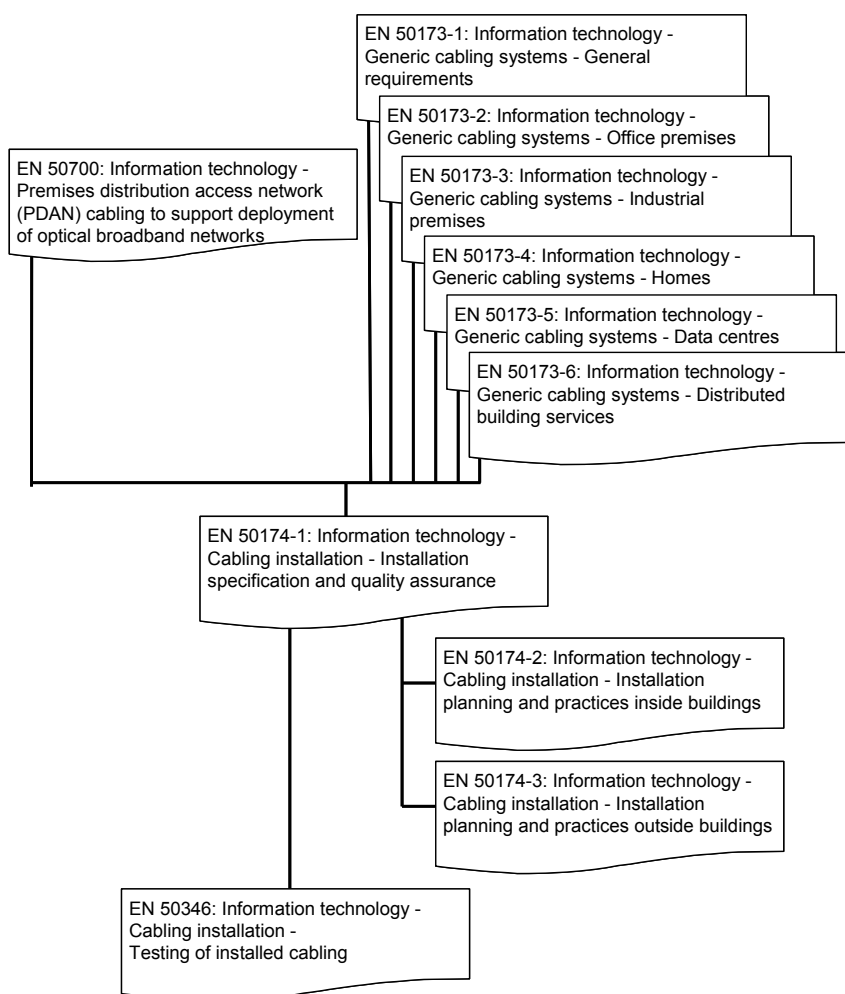 EN 50173-1: Information technology -
Generic cabling systems - General
requirements
EN 50173-2: Information technology -
Generic cabling systems - Office premises
EN 50700: Information technology -
Premises distribution access network
(PDAN) cabling to support deployment
of optical broadband networks
EN 50173-3: Information technology -
Generic cabling systems - Industrial
premises
EN 50173-4: Information technology -
Generic cabling systems - Homes
EN 50173-5: Information technology -
Generic cabling systems - Data centres
EN 50173-6: Information technology -
Generic cabling systems - Distributed
building services
EN 50174-1: Information technology -
Cabling installation - Installation
specification and quality assurance
EN 50174-2: Information technology -
Cabling installation - Installation
planning and practices inside buildings
EN 50174-3: Information technology -
Cabling installation - Installation
planning and practices outside buildings
EN 50346: Information technology -
Cabling installation -
Testing of installed cabling